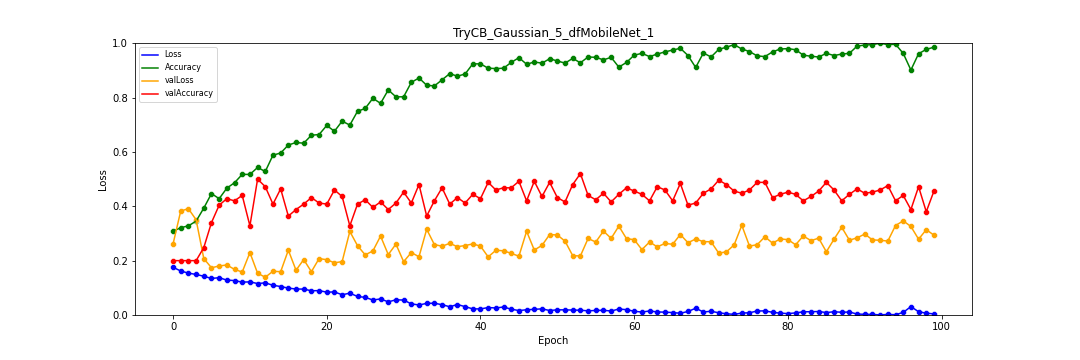 TryCB_Gaussian_5_dfMobileNet_1
1.0
Loss
Accuracy
valLoss
valAccuracy
0.8
0.6
0.4
0.2
0.0
Loss
0 20 40 60 80 100
Epoch